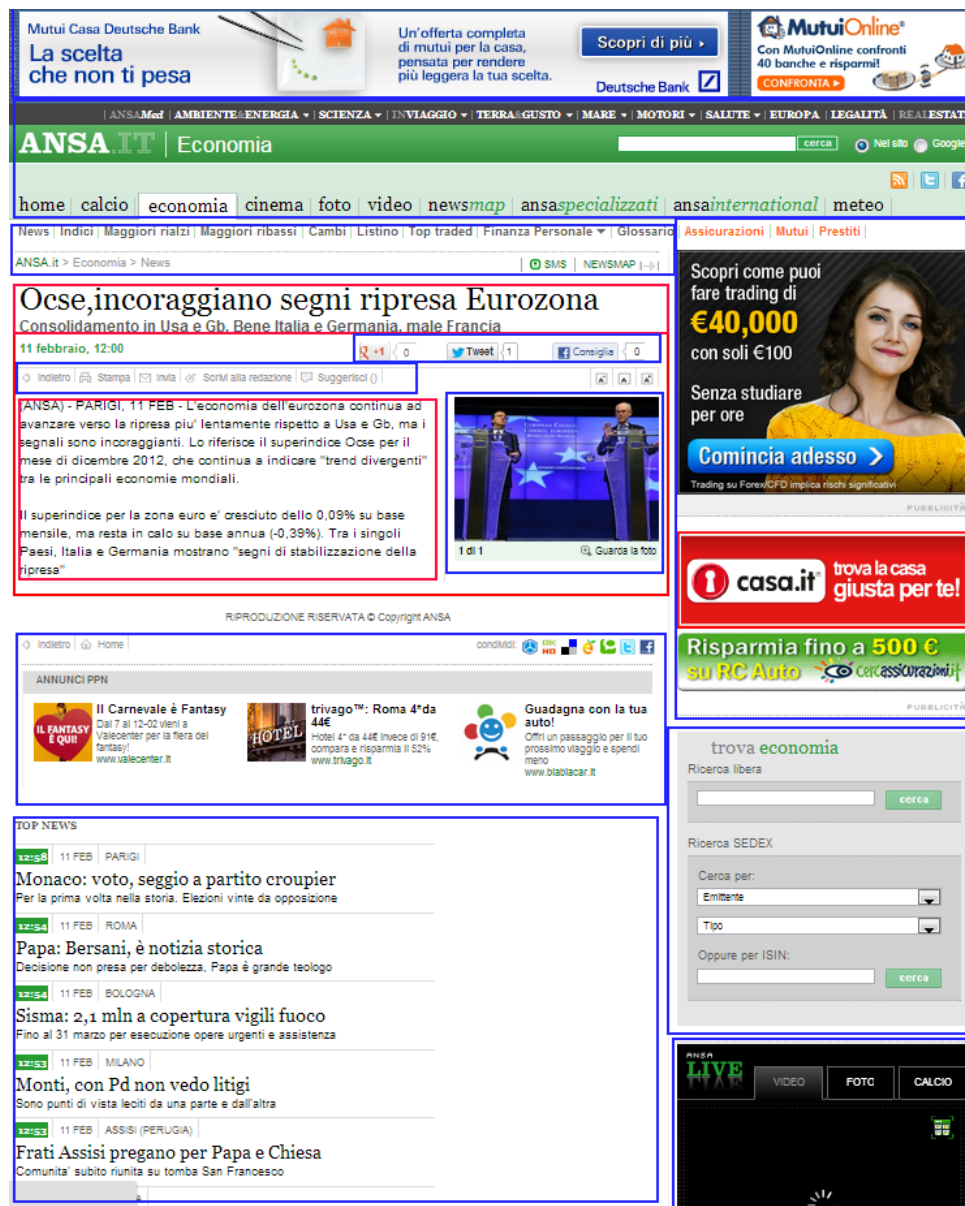 Mutui Casa Deutsche Bank
La scelta
che non ti pesa
Un'offerta completa
di mutui per la casa,
pensata per rendere
più leggera la tua scelta.
Scopri di più
Deutsche Bank
MutuiOnline
Con MutuiOnline confronti
40 banche e risparmi!
CONFRONTA
| ANSAMed | AMBIENTE&ENERGIA | SCIENZA | INVIAGGIO | TERRA&GUSTO | MARE | MOTORI | SALUTE | EUROPA | LEGALITÀ | REALESTAT
ANSA.IT | Economia
cerca Nel sito Google
home | calcio | economia | cinema | foto | video | newsmap | ansaspecializzati | ansainternational | meteo |
News | Indici | Maggiori rialzi | Maggiori ribassi | Cambi | Listino | Top traded | Finanza Personale | Glossario | Assicurazioni | Mutui | Prestiti |
ANSA.it > Economia > News
SMS | NEWSMAP
Ocse,incoraggiano segni ripresa Eurozona
Consolidamento in Usa e Gb. Bene Italia e Germania, male Francia
11 febbraio, 12:00
+1 0 Tweet 1 Consiglia 0
Indietro | Stampa | Invia | Scrivi alla redazione | Suggerisci ()
A A A
(ANSA) - PARIGI, 11 FEB - L'economia dell'eurozona continua ad
avanzare verso la ripresa piu' lentamente rispetto a Usa e Gb, ma i
segnali sono incoraggianti. Lo riferisce il superindice Ocse per il
mese di dicembre 2012, che continua a indicare "trend divergenti"
tra le principali economie mondiali.
Il superindice per la zona euro e' cresciuto dello 0,09% su base
mensile, ma resta in calo su base annua (-0,39%). Tra i singoli
Paesi, Italia e Germania mostrano "segni di stabilizzazione della
ripresa"
1 di 1 Guarda la foto
RIPRODUZIONE RISERVATA © Copyright ANSA
Indietro | Home |
condividi: OK NO
ANNUNCI PPN
IL FANTASY
È QUI!
Il Carnevale è Fantasy
Dal 7 al 12-02 vieni a
Valecenter per la fiera del
fantasy!
www.valecenter.it
HOTEL
trivago™: Roma 4*da
44€
Hotel 4* da 44€ invece di 91€,
compara e risparmia il 52%
www.trivago.it
Guadagna con la tua
auto!
Offri un passaggio per il tuo
prossimo viaggio e spendi
meno
www.blablacar.it
TOP NEWS
12:58 11 FEB PARIGI
Monaco: voto, seggio a partito croupier
Per la prima volta nella storia. Elezioni vinte da opposizione
12:54 11 FEB ROMA
Papa: Bersani, è notizia storica
Decisione non presa per debolezza, Papa è grande teologo
12:54 11 FEB BOLOGNA
Sisma: 2,1 mln a copertura vigili fuoco
Fino al 31 marzo per esecuzione opere urgenti e assistenza
12:53 11 FEB MILANO
Monti, con Pd non vedo litigi
Sono punti di vista leciti da una parte e dall'altra
12:53 11 FEB ASSISI (PERUGIA)
Frati Assisi pregano per Papa e Chiesa
Comunita' subito riunita su tomba San Francesco
Scopri come puoi
fare trading di
€40,000
con soli €100
Senza studiare
per ore
Comincia adesso
Trading su Forex/CFD implica rischi significativi
PUBBLICITÀ
casa.it
trova la casa
giusta per te!
Risparmia fino a 500 €
su RC Auto cercassicurazioni.it
PUBBLICITÀ
trova economia
Ricerca libera
cerca
Ricerca SEDEX
Cerca per:
Emittente
Tipo
Oppure per ISIN:
cerca
ANSA
LIVE
VIDEO FOTO CALCIO